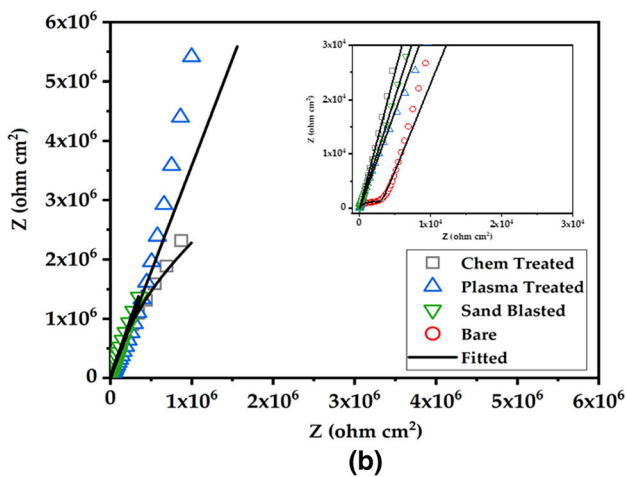 6x10⁶
5x10⁶
4x10⁶
3x10⁶
2x10⁶
1x10⁶
0
Z (ohm cm²)
0
1x10⁶
2x10⁶
3x10⁶
4x10⁶
5x10⁶
6x10⁶
Z (ohm cm²)
3x10⁴
2x10⁴
1x10⁴
0
Z (ohm cm²)
0
1x10⁴
2x10⁴
3x10⁴
Z (ohm cm²)
Chem Treated
Plasma Treated
Sand Blasted
Bare
Fitted
(b)